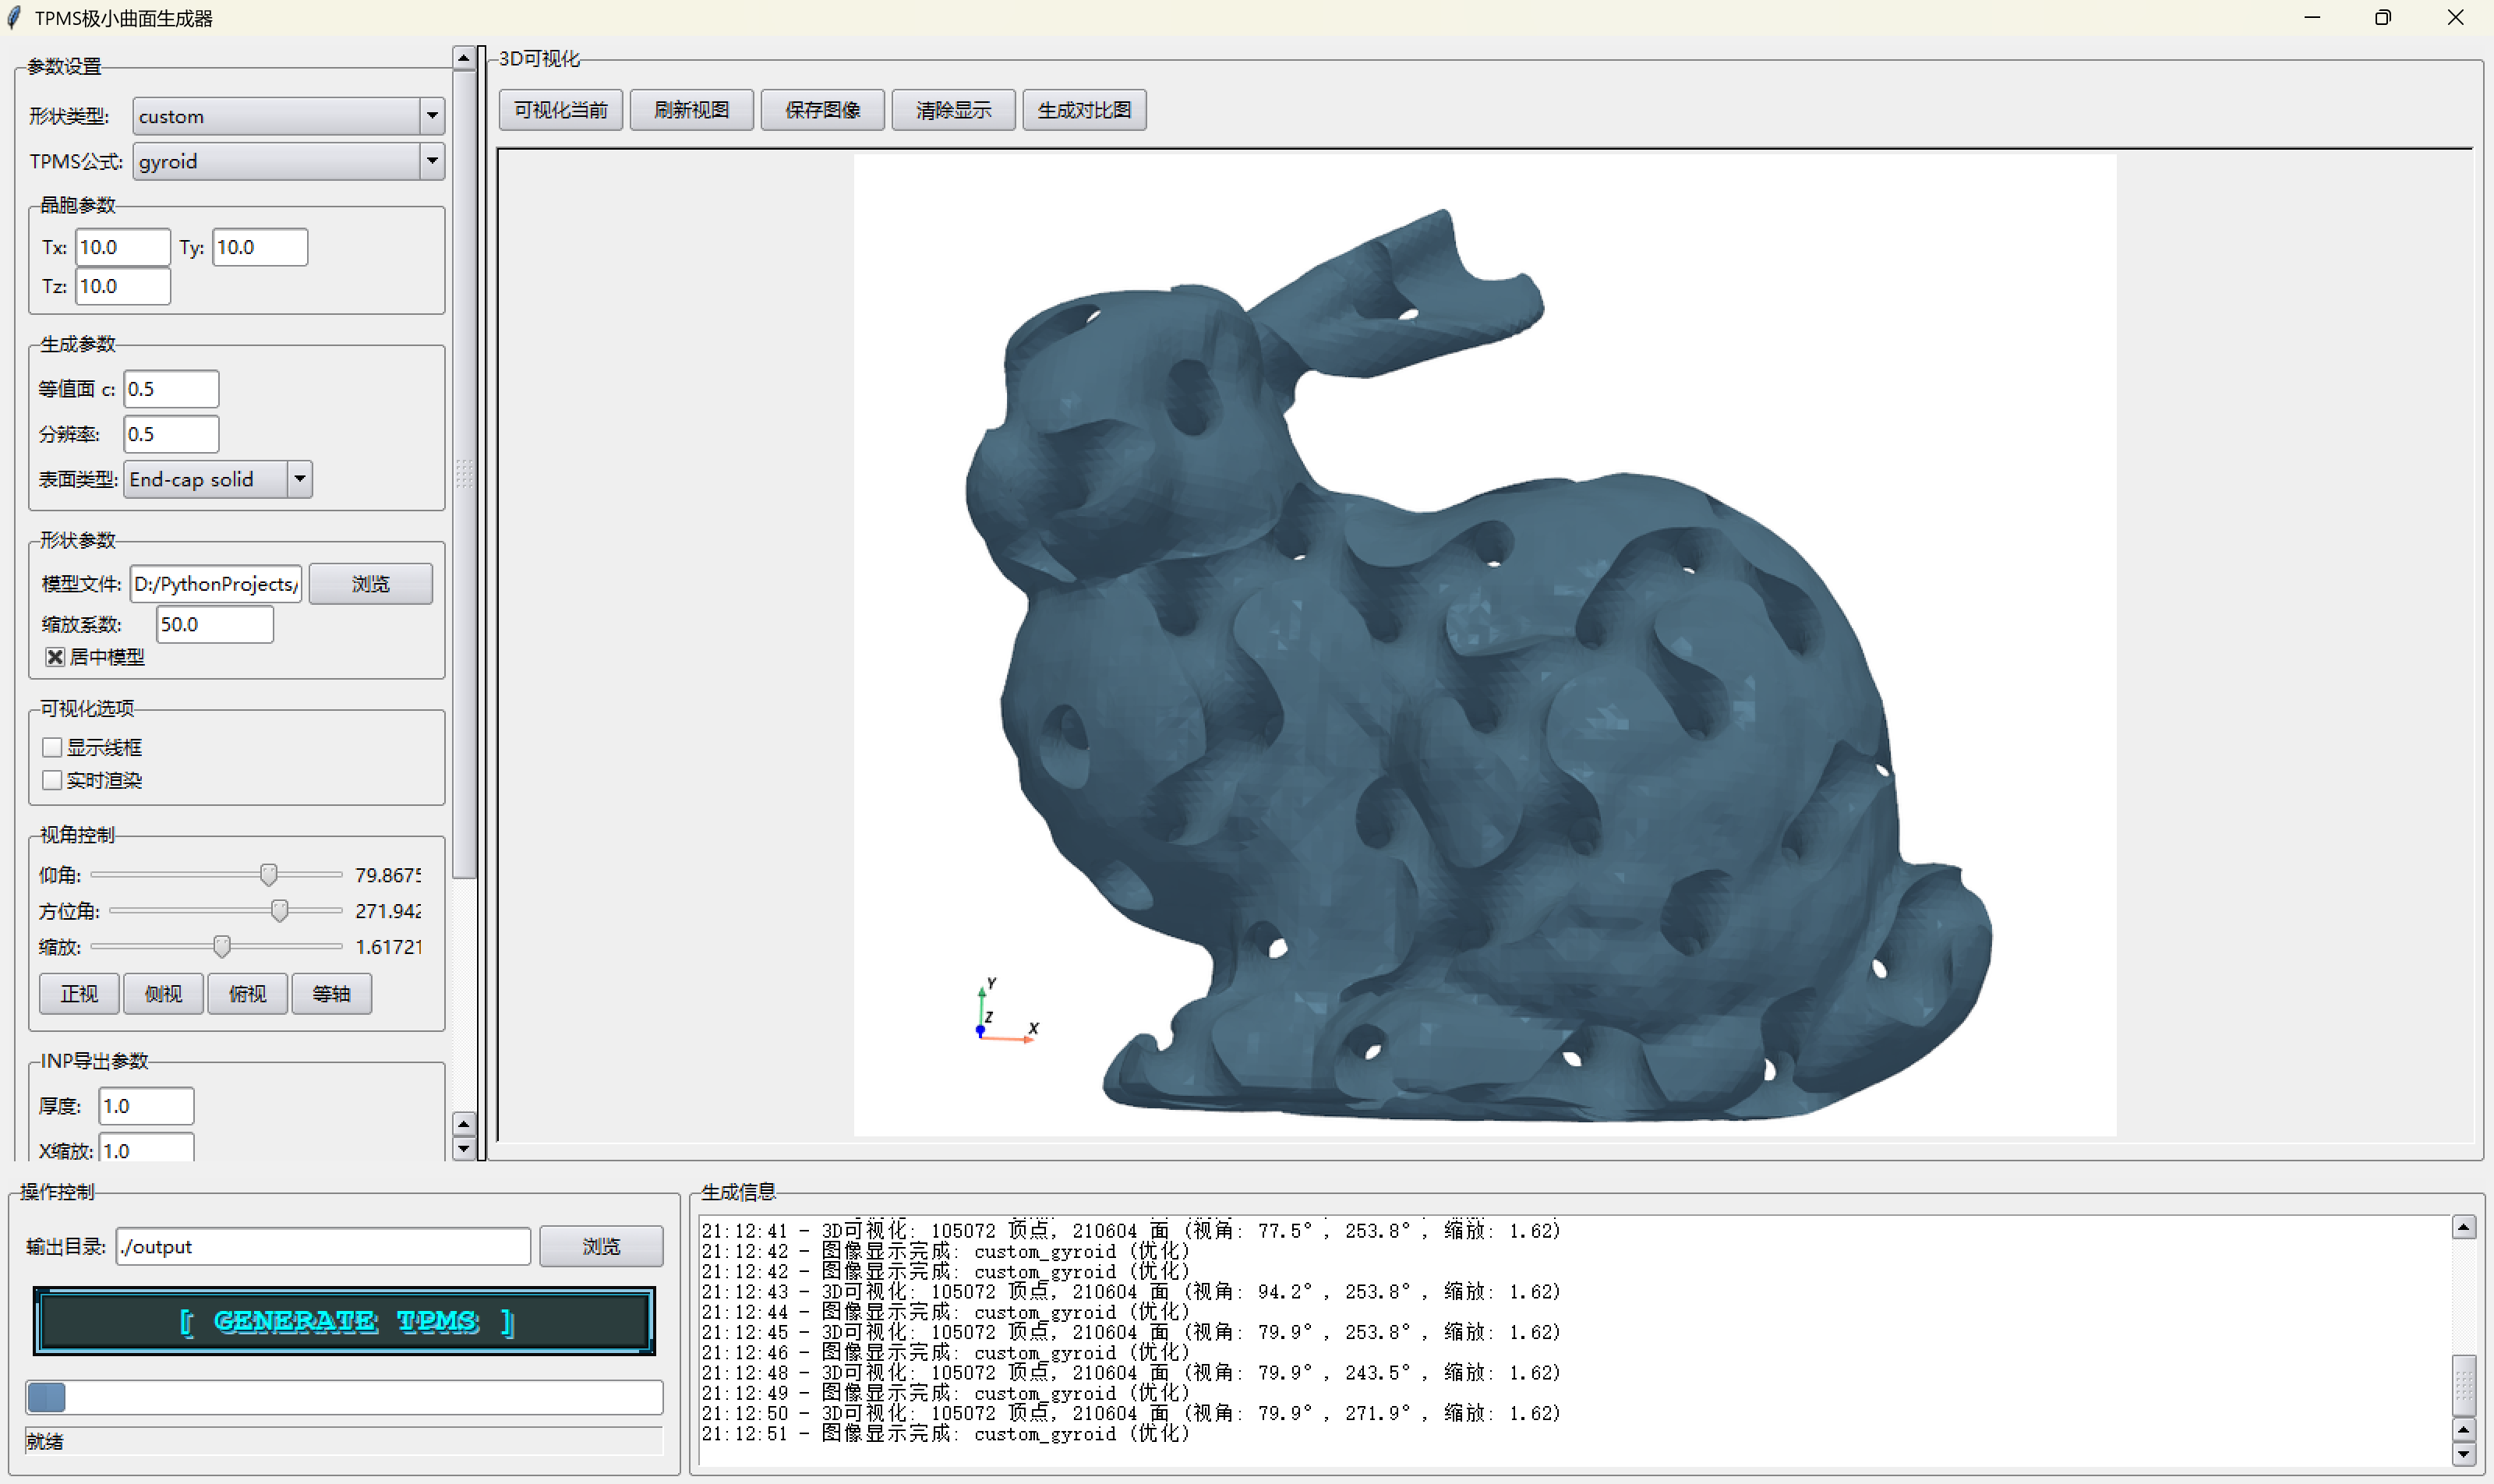 TPMS极小曲面生成器
参数设置
形状类型: custom
TPMS公式: gyroid
晶胞参数
Tx: 10.0 Ty: 10.0
Tz: 10.0
生成参数
等值面 c: 0.5
分辨率: 0.5
表面类型: End-cap solid
形状参数
模型文件: D:/PythonProjects/ 浏览
缩放系数: 50.0
居中模型
可视化选项
显示线框
实时渲染
视角控制
仰角: 79.8675
方位角: 271.942
缩放: 1.61721
正视 侧视 俯视 等轴
INP导出参数
厚度: 1.0
X缩放: 1.0
3D可视化
可视化当前 刷新视图 保存图像 清除显示 生成对比图
Y
Z
X
操作控制
输出目录: ./output 浏览
[ GENERATE TPMS ]
就绪
生成信息
21:12:41 - 3D可视化: 105072 顶点, 210604 面 (视角: 77.5°, 253.8°, 缩放: 1.62)
21:12:42 - 图像显示完成: custom_gyroid (优化)
21:12:42 - 图像显示完成: custom_gyroid (优化)
21:12:43 - 3D可视化: 105072 顶点, 210604 面 (视角: 94.2°, 253.8°, 缩放: 1.62)
21:12:44 - 图像显示完成: custom_gyroid (优化)
21:12:45 - 3D可视化: 105072 顶点, 210604 面 (视角: 79.9°, 253.8°, 缩放: 1.62)
21:12:46 - 图像显示完成: custom_gyroid (优化)
21:12:48 - 3D可视化: 105072 顶点, 210604 面 (视角: 79.9°, 243.5°, 缩放: 1.62)
21:12:49 - 图像显示完成: custom_gyroid (优化)
21:12:50 - 3D可视化: 105072 顶点, 210604 面 (视角: 79.9°, 271.9°, 缩放: 1.62)
21:12:51 - 图像显示完成: custom_gyroid (优化)